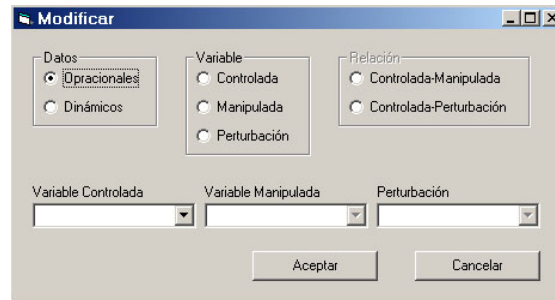 Modificar
Datos
Opracionales
Dinámicos
Variable
Controlada
Manipulada
Perturbación
Relación
Controlada-Manipulada
Controlada-Perturbación
Variable Controlada
Variable Manipulada
Perturbación
Aceptar
Cancelar